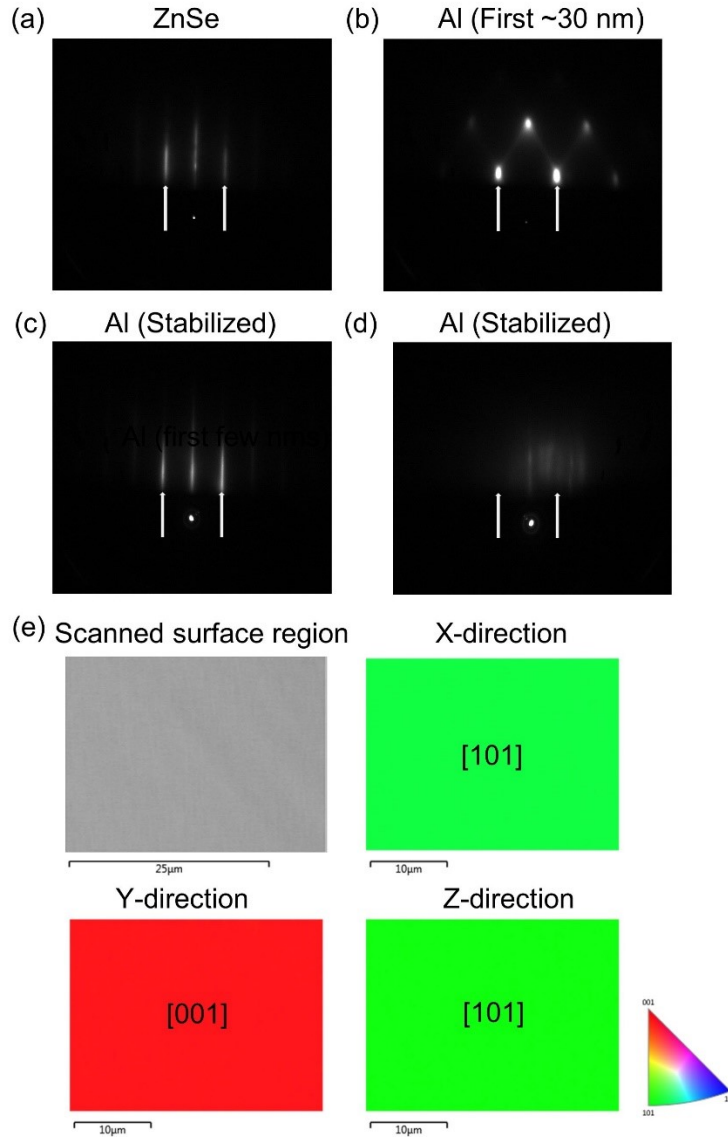 (a) ZnSe
(b) Al (First ~30 nm)
(c) Al (Stabilized)
(d) Al (Stabilized)
Al (first few nms
(e) Scanned surface region
X-direction
[101]
25μm
10μm
Y-direction
Z-direction
[001]
[101]
001
101
10μm
10μm